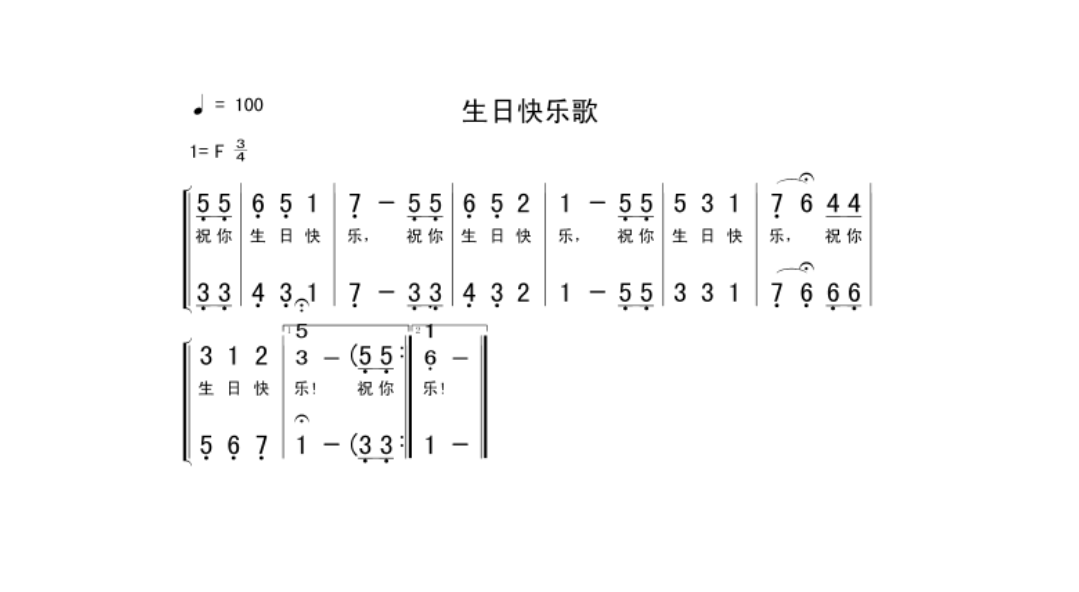 ♩ = 100
生日快乐歌
1= F 3/4
5 5 | 6 5 1 | 7 − 5 5 | 6 5 2 | 1 − 5 5 | 5 3 1 | 7 6 4 4 |
祝你 生日快 乐, 祝你 生日快 乐, 祝你 生日快 乐, 祝你
3 3 | 4 3 1 | 7 − 3 3 | 4 3 2 | 1 − 5 5 | 3 3 1 | 7 6 6 6 |
1 2
5 1
3 1 2 | 3 − (5 5 :| 6 − |
生日快 乐! 祝你 乐!
5 6 7 | 1 − (3 3 :| 1 − |